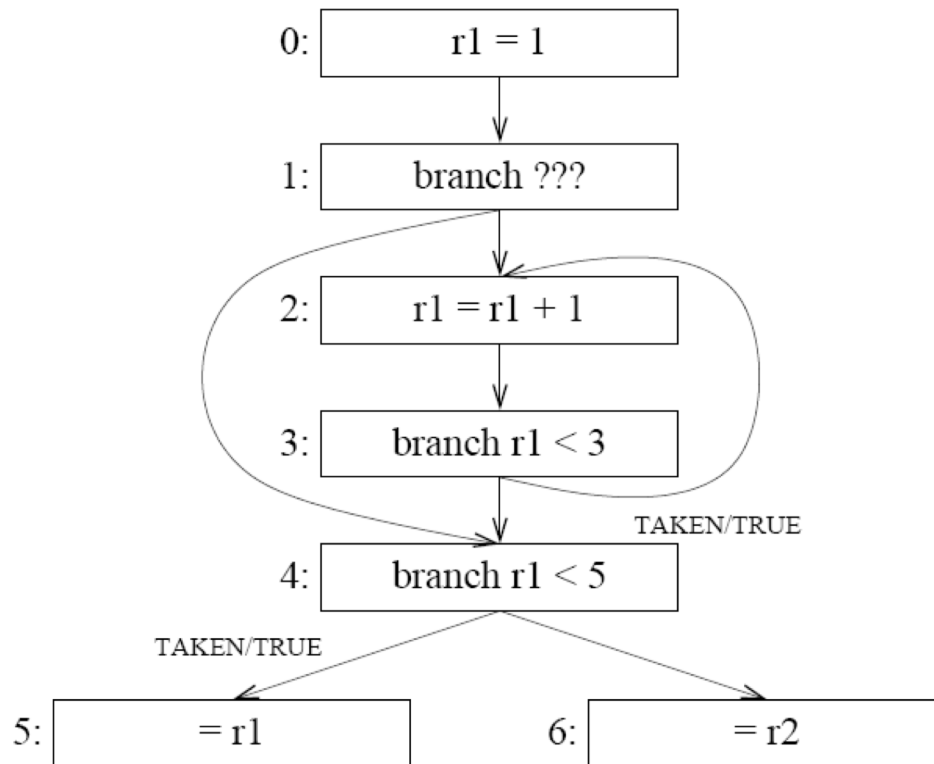 0: r1 = 1
1: branch ???
2: r1 = r1 + 1
3: branch r1 < 3
TAKEN/TRUE
4: branch r1 < 5
TAKEN/TRUE
5: = r1 6: = r2